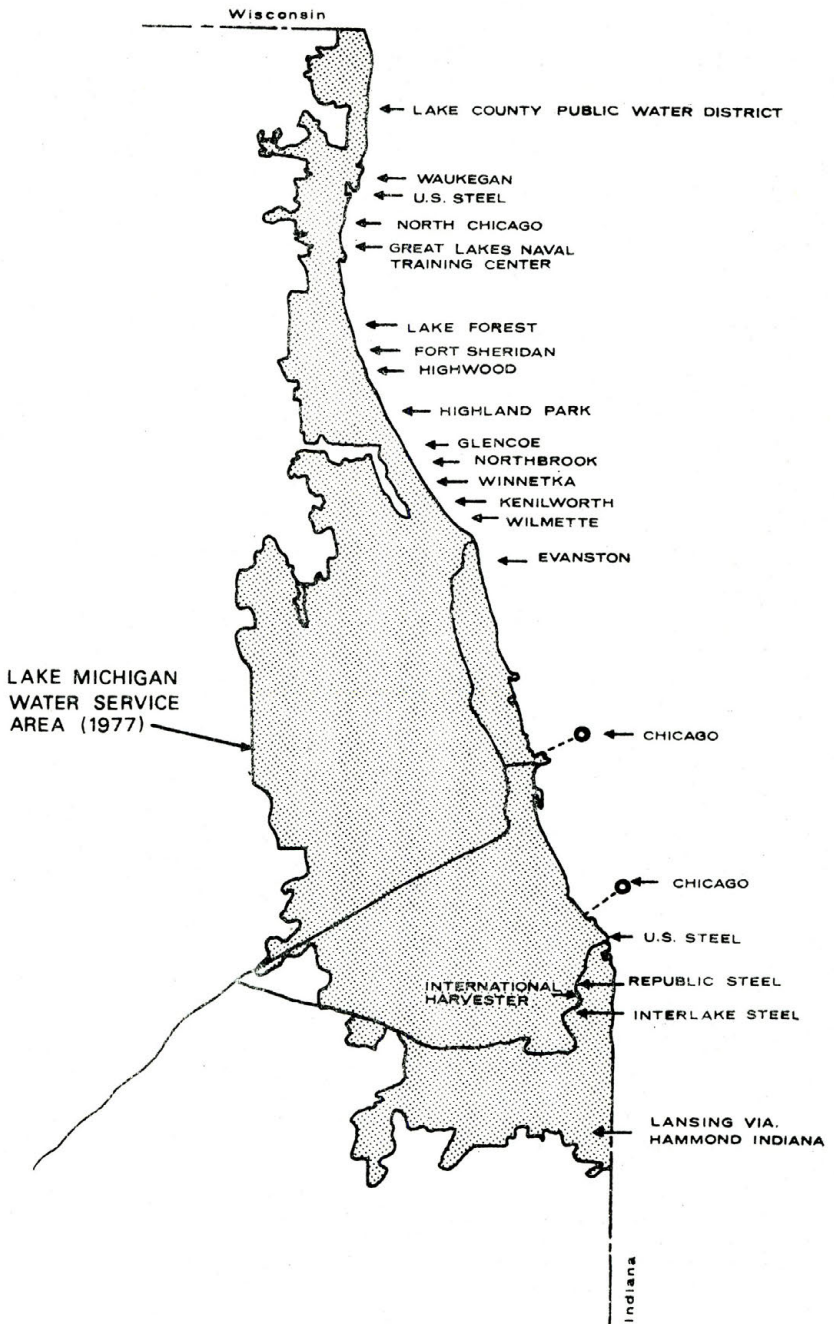 Wisconsin
LAKE COUNTY PUBLIC WATER DISTRICT
WAUKEGAN
U.S. STEEL
NORTH CHICAGO
GREAT LAKES NAVAL
TRAINING CENTER
LAKE FOREST
FORT SHERIDAN
HIGHWOOD
HIGHLAND PARK
GLENCOE
NORTHBROOK
WINNETKA
KENILWORTH
WILMETTE
EVANSTON
LAKE MICHIGAN
WATER SERVICE
AREA (1977)
CHICAGO
CHICAGO
U.S. STEEL
REPUBLIC STEEL
INTERNATIONAL
HARVESTER
INTERLAKE STEEL
LANSING VIA.
HAMMOND INDIANA
Indiana